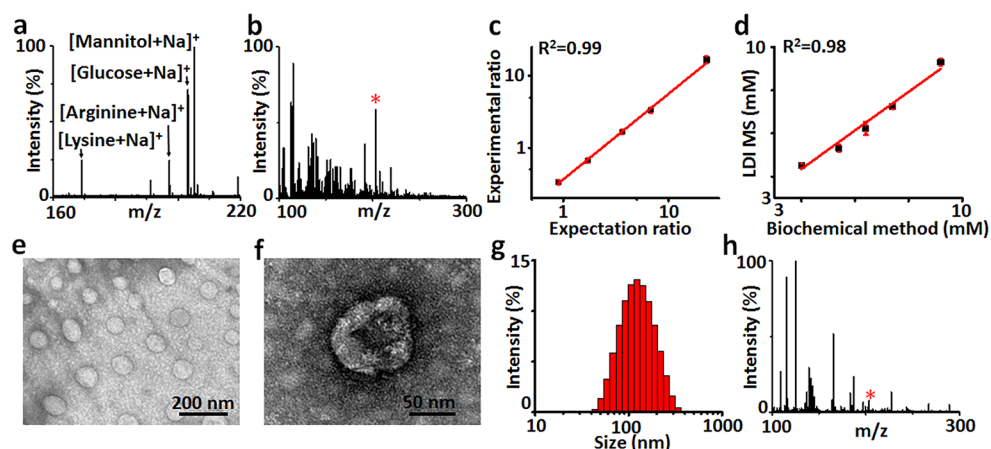 a
100
Intensity (%)
0
[Mannitol+Na]⁺
[Glucose+Na]⁺
[Arginine+Na]⁺
[Lysine+Na]⁺
160
m/z
220
b
100
Intensity (%)
0
*
100
m/z
300
c
R²=0.99
Experimental ratio
10
1
1
10
Expectation ratio
d
R²=0.98
LDI MS (mM)
10
3
3
10
Biochemical method (mM)
e
200 nm
f
50 nm
g
15
Intensity (%)
0
10
100
1000
Size (nm)
h
100
Intensity (%)
0
*
100
m/z
300